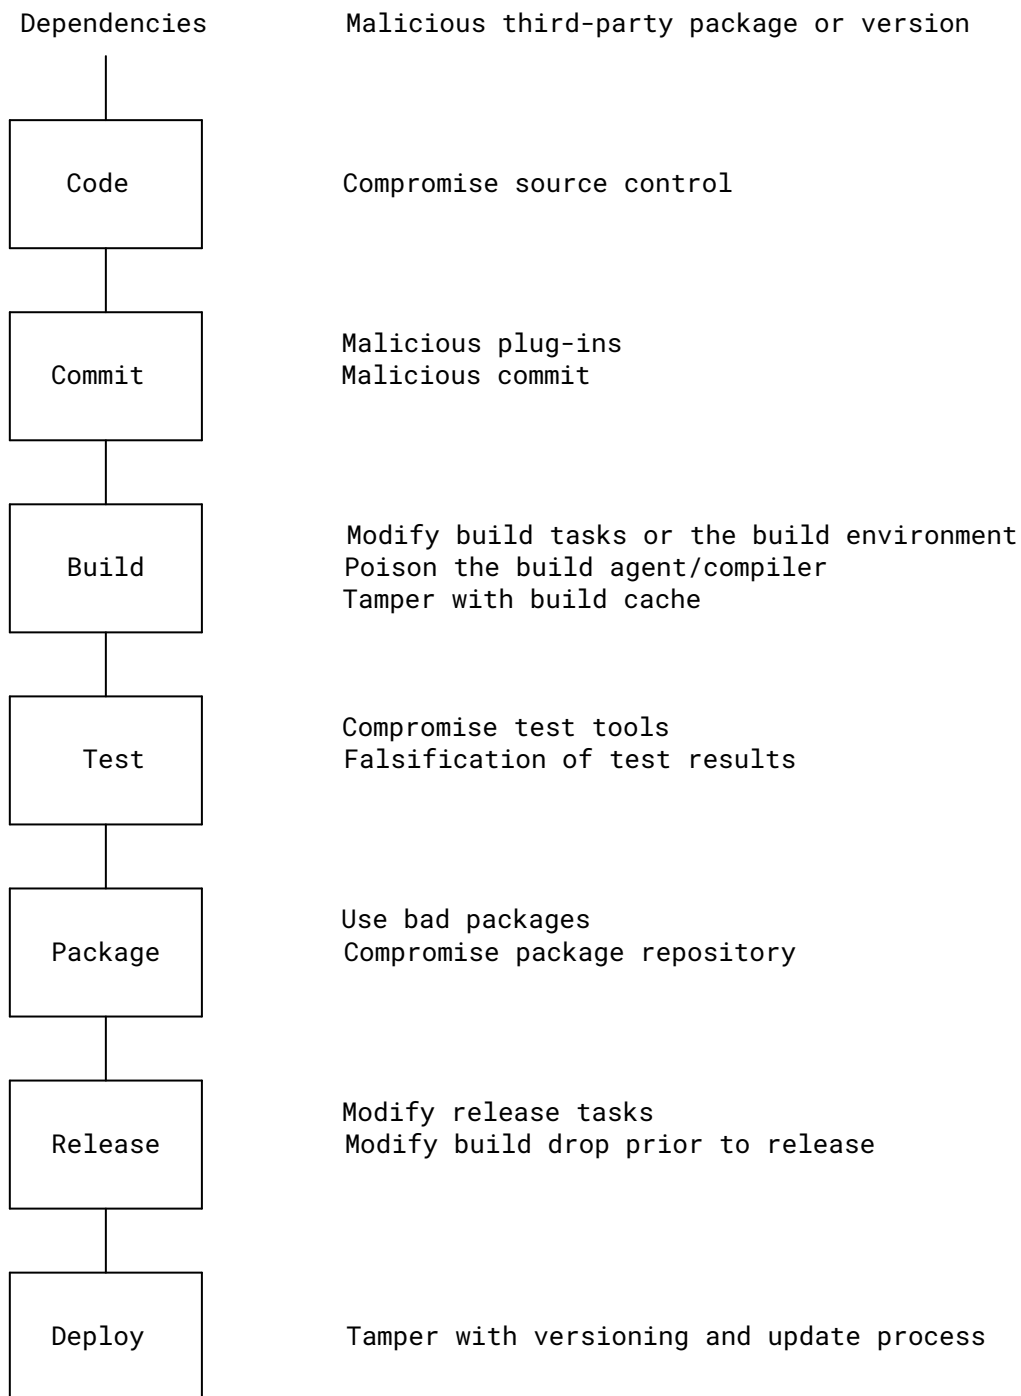 Dependencies
Malicious third-party package or version
Code
Compromise source control
Commit
Malicious plug-ins
Malicious commit
Build
Modify build tasks or the build environment
Poison the build agent/compiler
Tamper with build cache
Test
Compromise test tools
Falsification of test results
Package
Use bad packages
Compromise package repository
Release
Modify release tasks
Modify build drop prior to release
Deploy
Tamper with versioning and update process